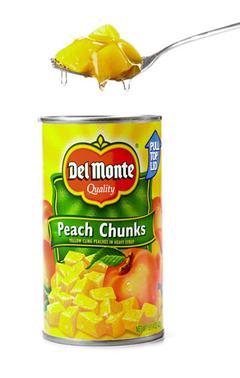 PULL
TOP
LID
Del Monte
Quality
Peach Chunks
YELLOW CLING PEACHES IN HEAVY SYRUP